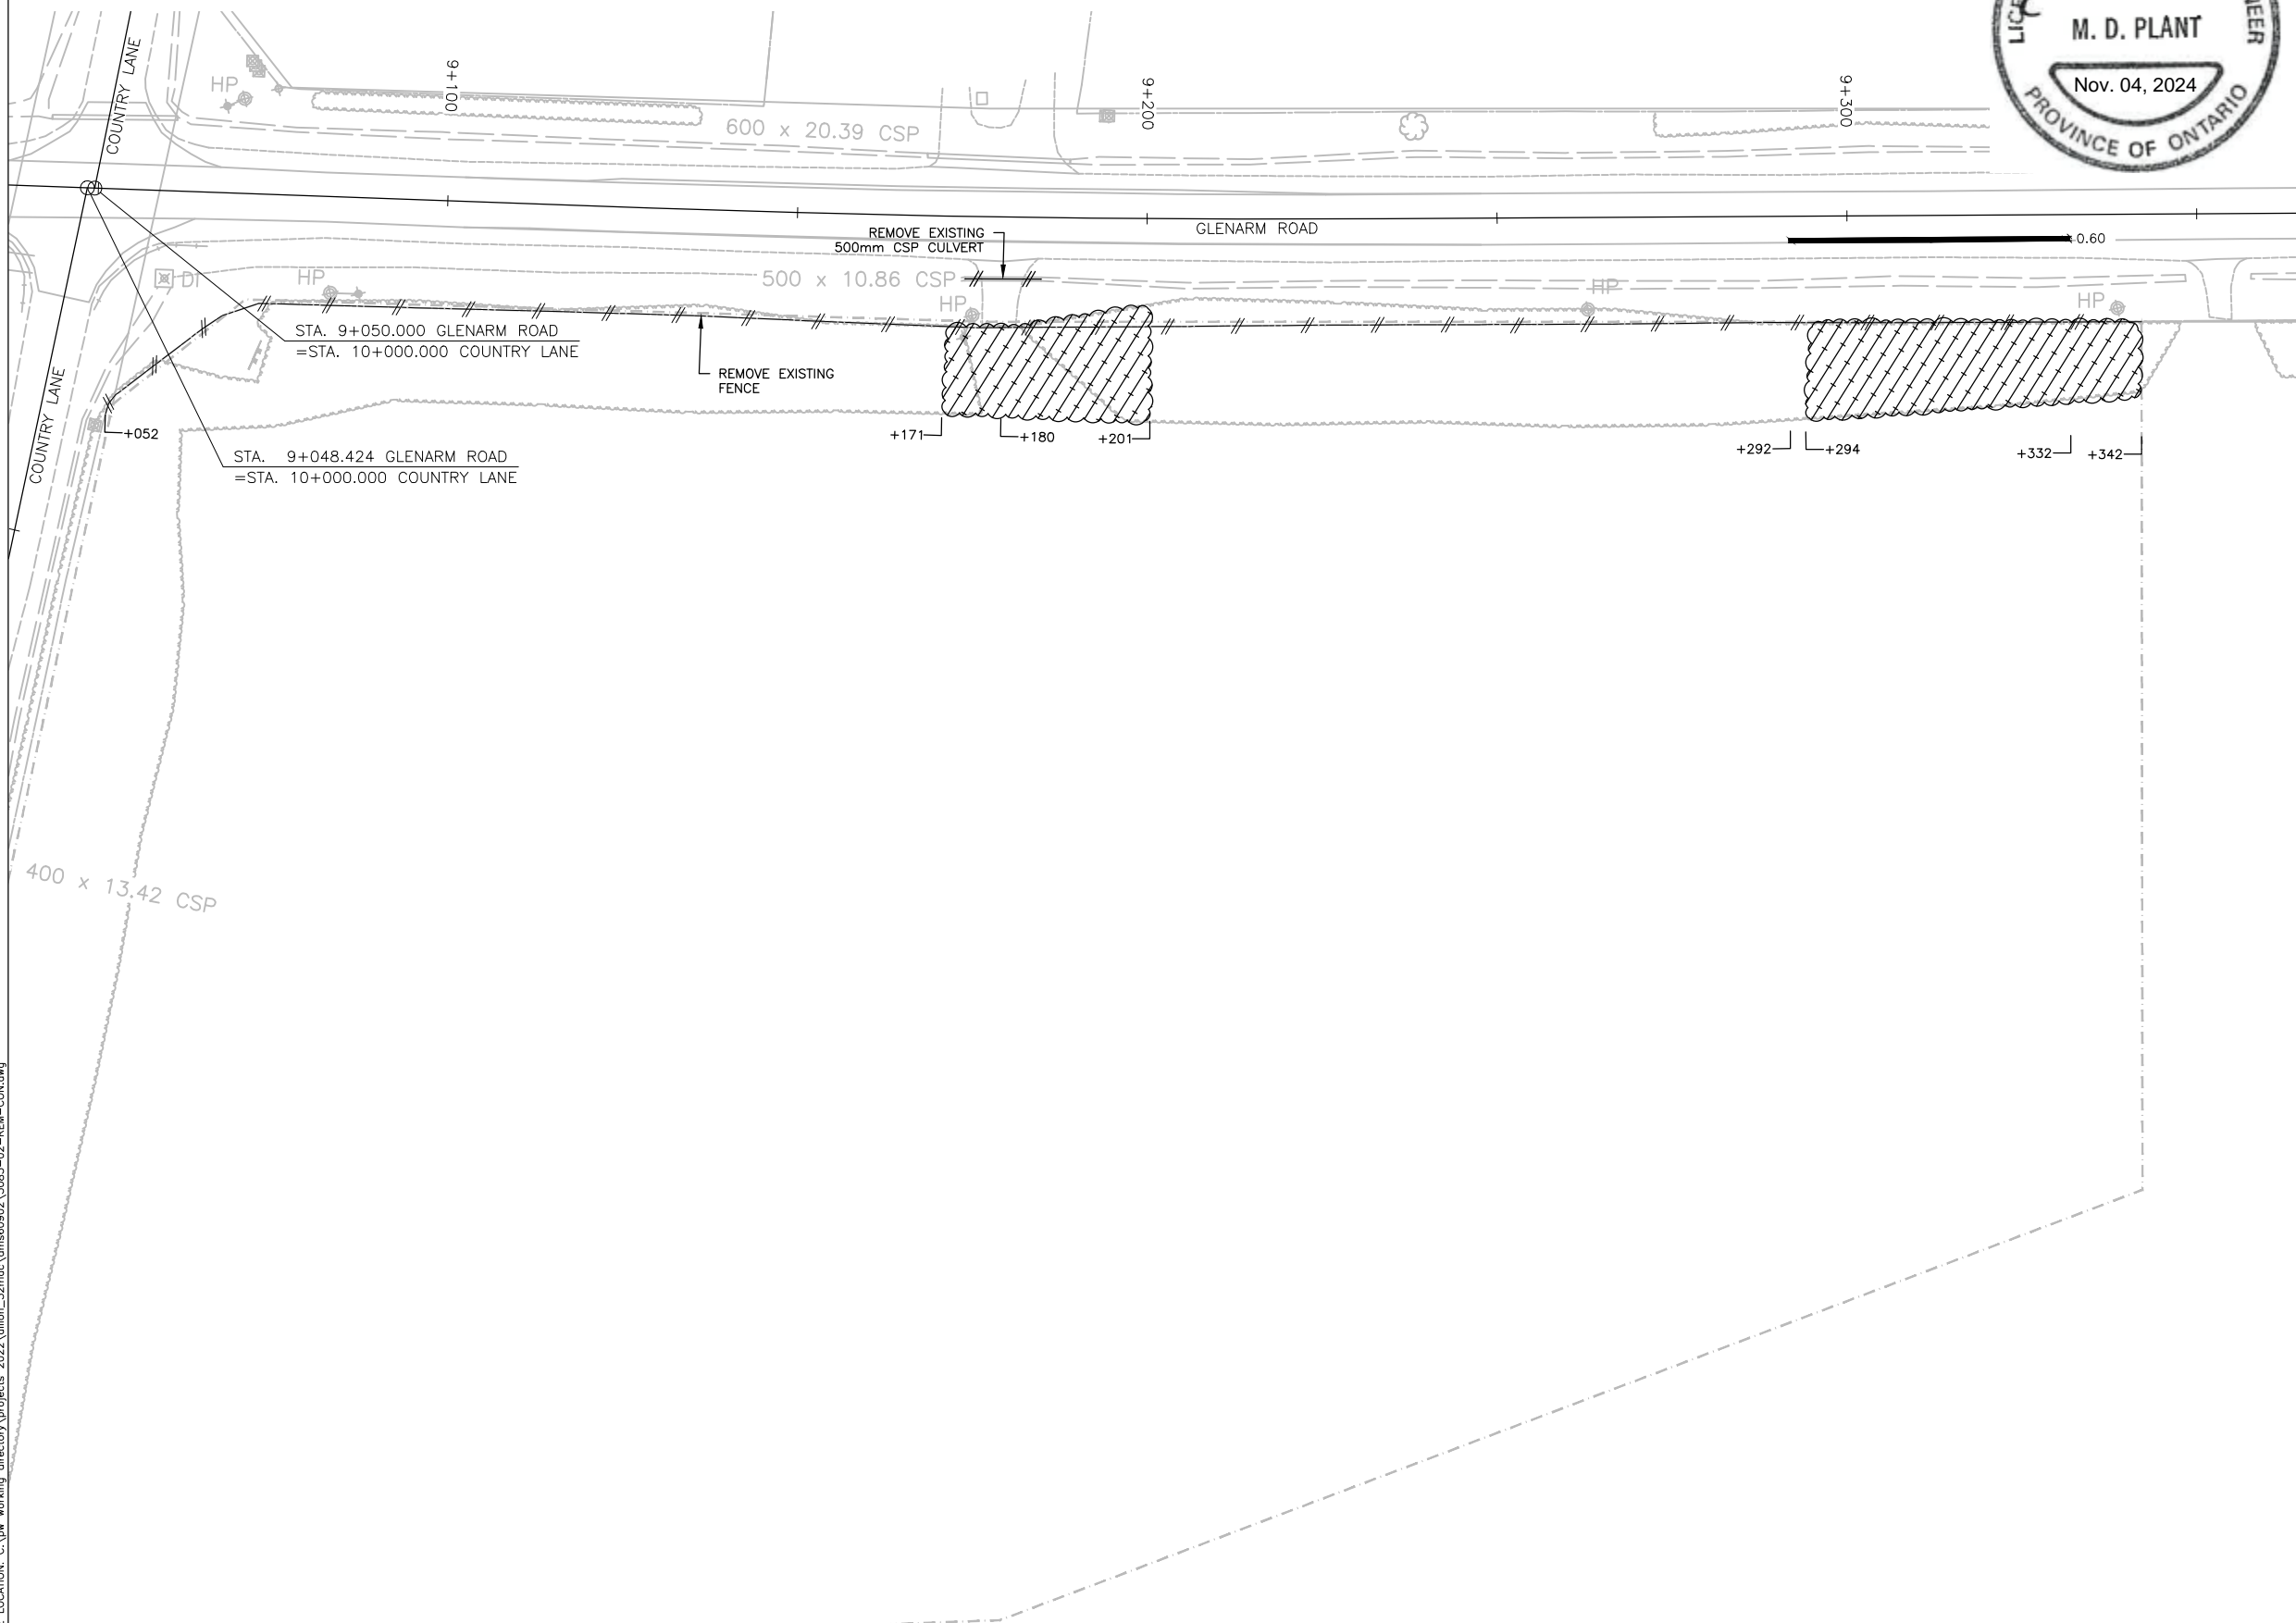 M. D. PLANT
Nov. 04, 2024
PROVINCE OF ONTARIO
COUNTRY LANE
HP
9+100
9+200
9+300
600 x 20.39 CSP
GLENARM ROAD
REMOVE EXISTING
500mm CSP CULVERT
0.60
DI
HP
500 x 10.86 CSP
HP
HP
HP
STA. 9+050.000 GLENARM ROAD
=STA. 10+000.000 COUNTRY LANE
REMOVE EXISTING
FENCE
COUNTRY LANE
+052
+171
+180
+201
+292
+294
+332
+342
STA. 9+048.424 GLENARM ROAD
=STA. 10+000.000 COUNTRY LANE
400 x 13.42 CSP